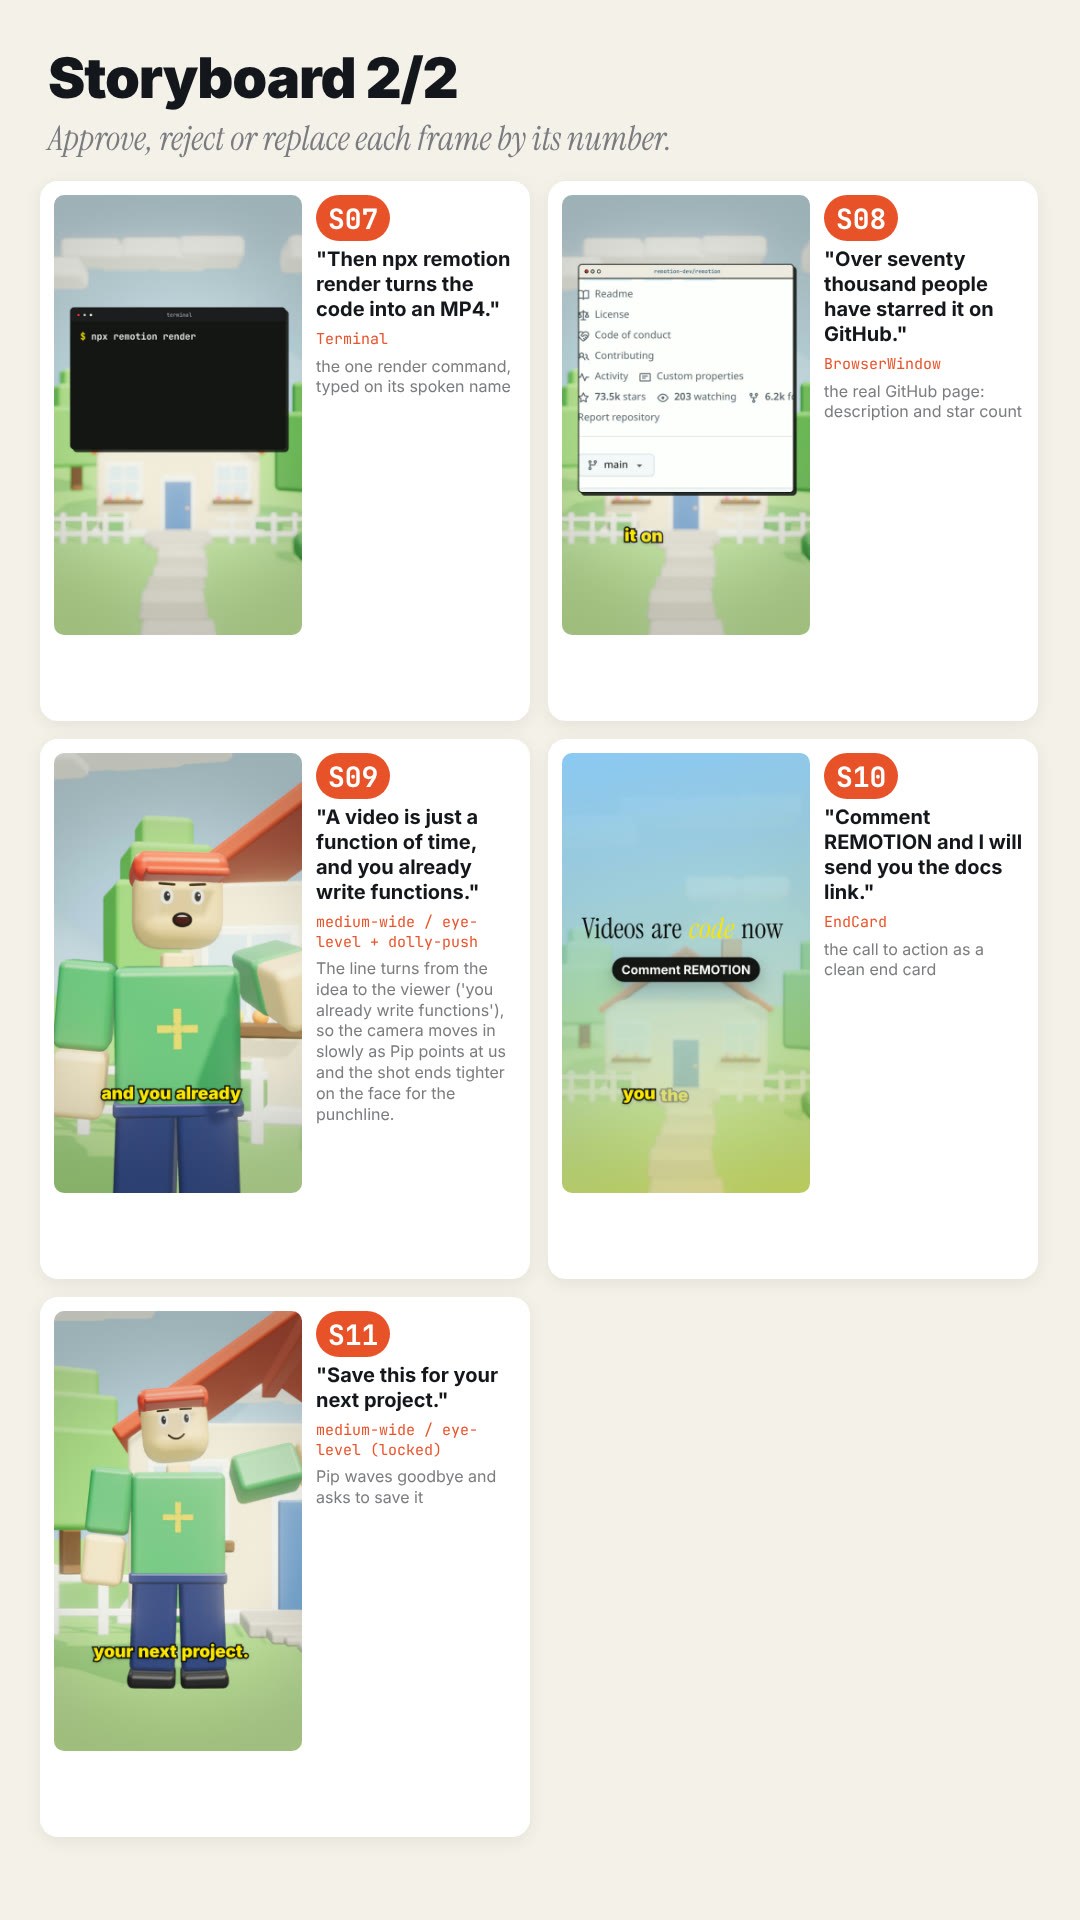 Storyboard 2/2
Approve, reject or replace each frame by its number.
terminal
$ npx remotion render
S07
"Then npx remotion
render turns the
code into an MP4."
Terminal
the one render command,
typed on its spoken name
remotion-dev/remotion
Readme
License
Code of conduct
Contributing
Activity Custom properties
73.5k stars 203 watching 6.2k fo
Report repository
main
it on
S08
"Over seventy
thousand people
have starred it on
GitHub."
BrowserWindow
the real GitHub page:
description and star count
and you already
S09
"A video is just a
function of time,
and you already
write functions."
medium-wide / eye-
level + dolly-push
The line turns from the
idea to the viewer ('you
already write functions'),
so the camera moves in
slowly as Pip points at us
and the shot ends tighter
on the face for the
punchline.
Videos are code now
Comment REMOTION
you the
S10
"Comment
REMOTION and I will
send you the docs
link."
EndCard
the call to action as a
clean end card
your next project.
S11
"Save this for your
next project."
medium-wide / eye-
level (locked)
Pip waves goodbye and
asks to save it